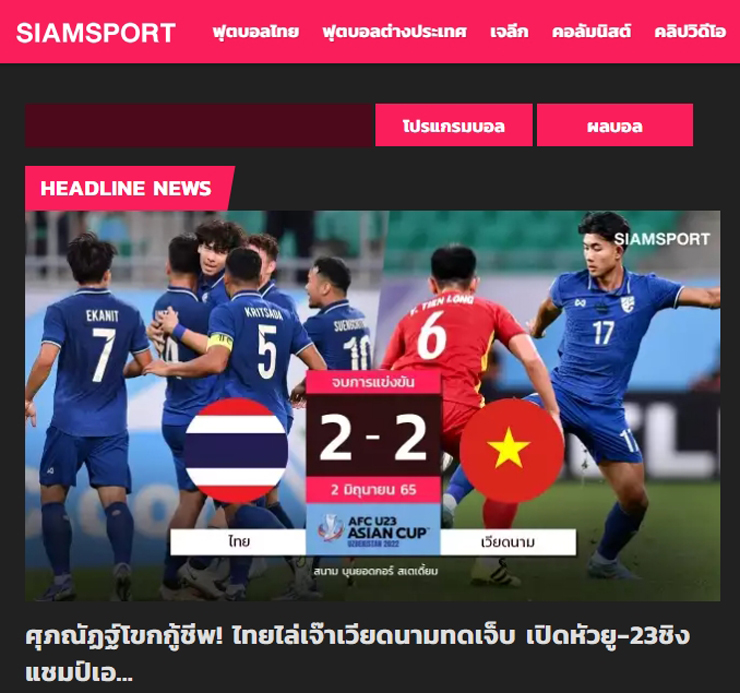 SIAMSPORT
ฟุตบอลไทย ฟุตบอลต่างประเทศ เจลีก คอลัมนิสต์ คลิปวิดีโอ
โปรแกรมบอล ผลบอล
HEADLINE NEWS
SIAMSPORT
EKANIT
7
KRITSADA
5
10
TIEN LONG
6
17
17
จบการแข่งขัน
2 - 2
2 มิถุนายน 65
AFC U23
ASIAN CUP
UZBEKISTAN 2022
ไทย เวียดนาม
สนาม บุนยอดกอร์ สเตเดี้ยม
ศุภณัฏฐ์โขกกู้ชีพ! ไทยไล่เจ๊าเวียดนามทดเจ็บ เปิดหัวยู-23ชิง
แชมป์เอ...